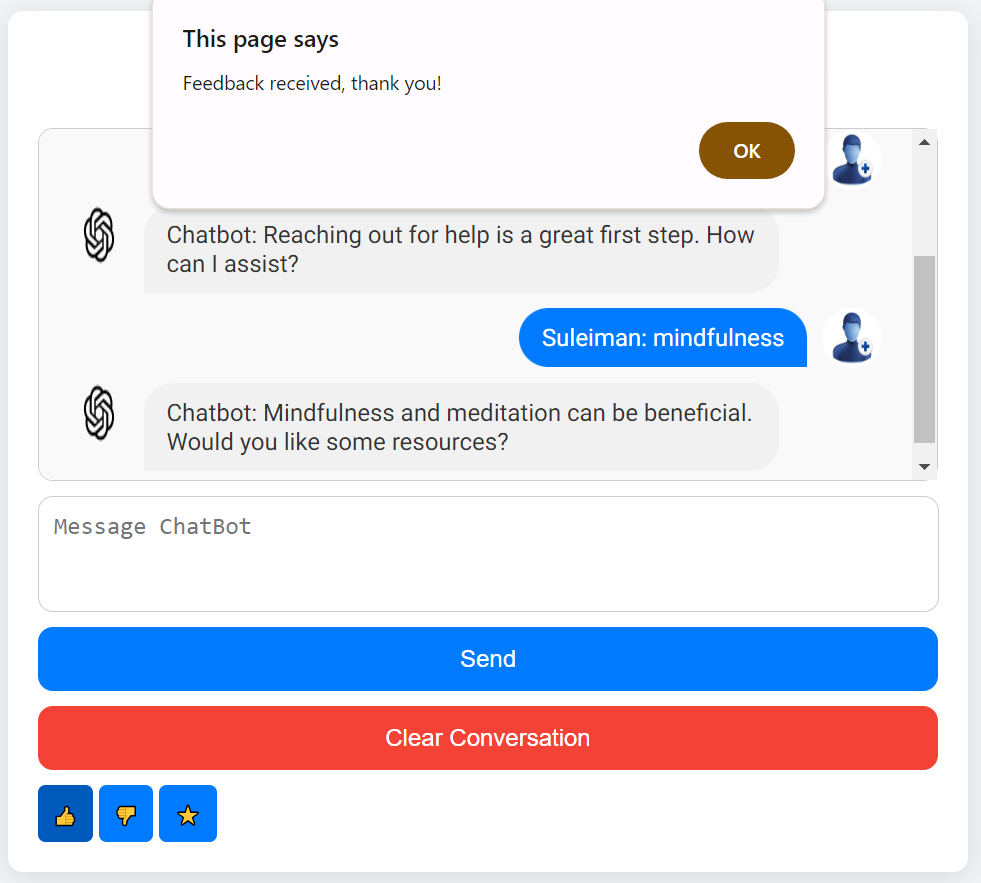 This page says
Feedback received, thank you!
OK
Chatbot: Reaching out for help is a great first step. How
can I assist?
Suleiman: mindfulness
Chatbot: Mindfulness and meditation can be beneficial.
Would you like some resources?
Message ChatBot
Send
Clear Conversation